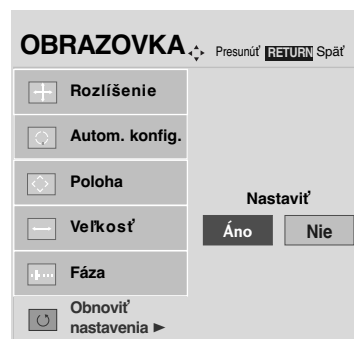 OBRAZOVKA Presunúť RETURN Späť
Rozlíšenie
Autom. konfig.
Poloha
Veľkosť
Fáza
Obnoviť
nastavenia ►
Nastaviť
Áno Nie